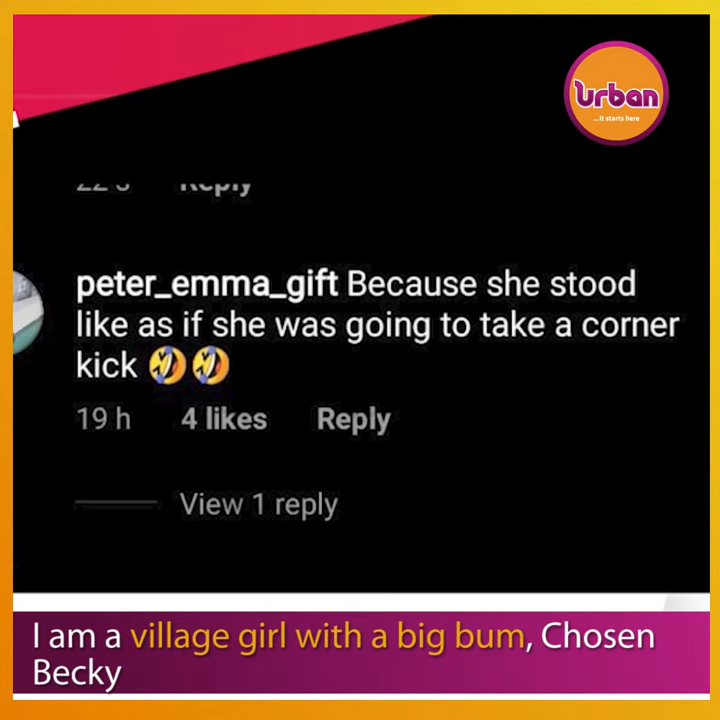 Urban
...it starts here
peter_emma_gift Because she stood
like as if she was going to take a corner
kick 🤣🤣
19 h 4 likes Reply
View 1 reply
I am a village girl with a big bum, Chosen
Becky